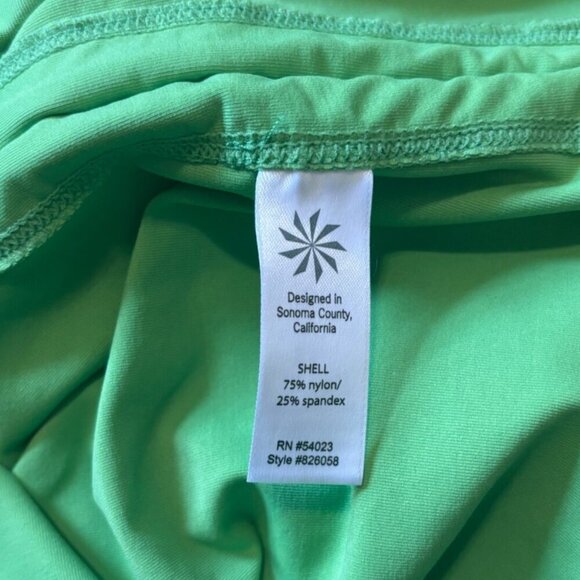 Designed in
Sonoma County,
California
SHELL
75% nylon/
25% spandex
RN #54023
Style #826058